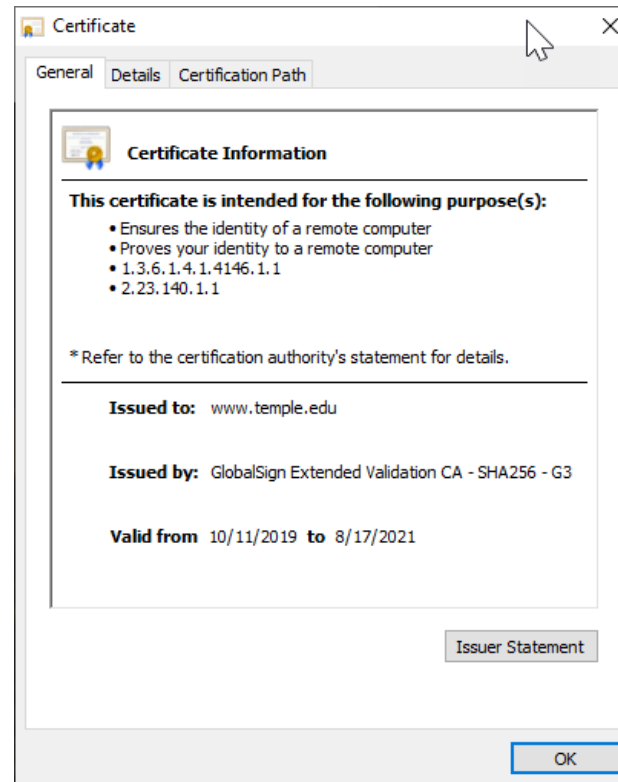 Certificate
General Details Certification Path
Certificate Information
This certificate is intended for the following purpose(s):
• Ensures the identity of a remote computer
• Proves your identity to a remote computer
• 1.3.6.1.4.1.4146.1.1
• 2.23.140.1.1
* Refer to the certification authority's statement for details.
Issued to: www.temple.edu
Issued by: GlobalSign Extended Validation CA - SHA256 - G3
Valid from 10/11/2019 to 8/17/2021
Issuer Statement
OK